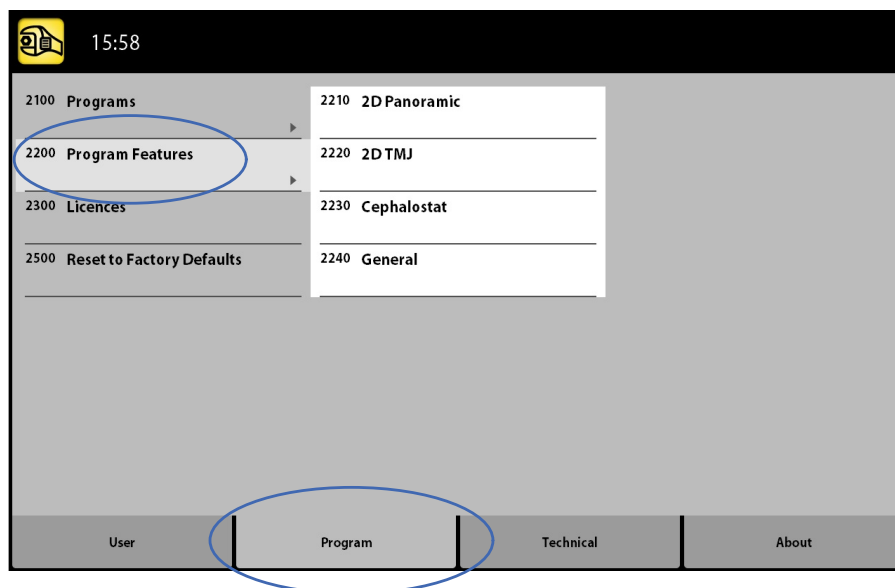 15:58
2100 Programs
2200 Program Features
2300 Licences
2500 Reset to Factory Defaults
2210 2D Panoramic
2220 2D TMJ
2230 Cephalostat
2240 General
User
Program
Technical
About